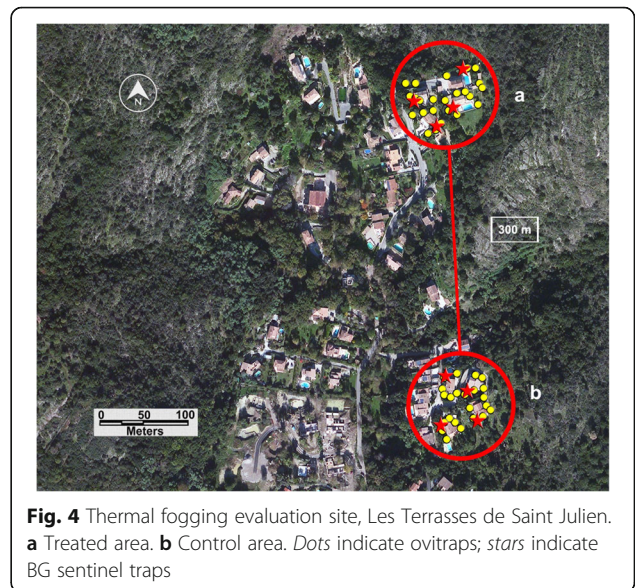 N
a
300 m
b
0 50 100
Meters
Fig. 4 Thermal fogging evaluation site, Les Terrasses de Saint Julien.
a Treated area. b Control area. Dots indicate ovitraps; stars indicate
BG sentinel traps